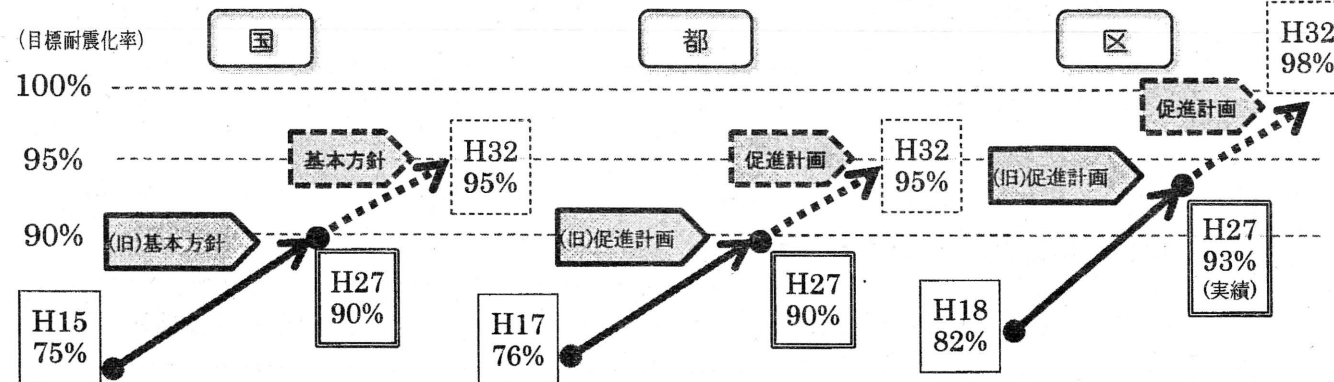 (目標耐震化率)
国
都
区
100%
95%
90%
(旧)基本方針
基本方針
H15
75%
H27
90%
H32
95%
(旧)促進計画
促進計画
H17
76%
H27
90%
H32
95%
(旧)促進計画
促進計画
H18
82%
H27
93%
(実績)
H32
98%